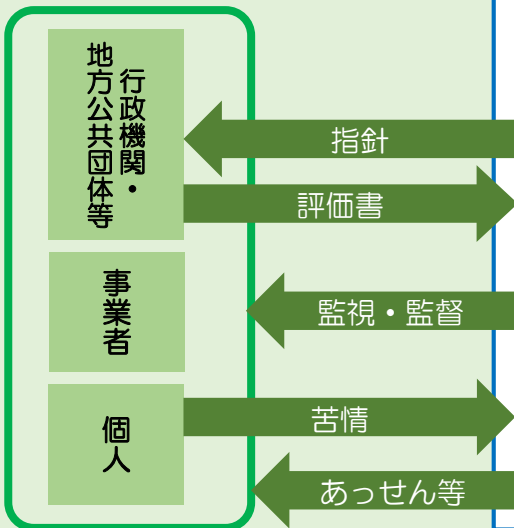 行政機関・
地方公共団体等
指針
評価書
事業者
監視・監督
個人
苦情
あっせん等